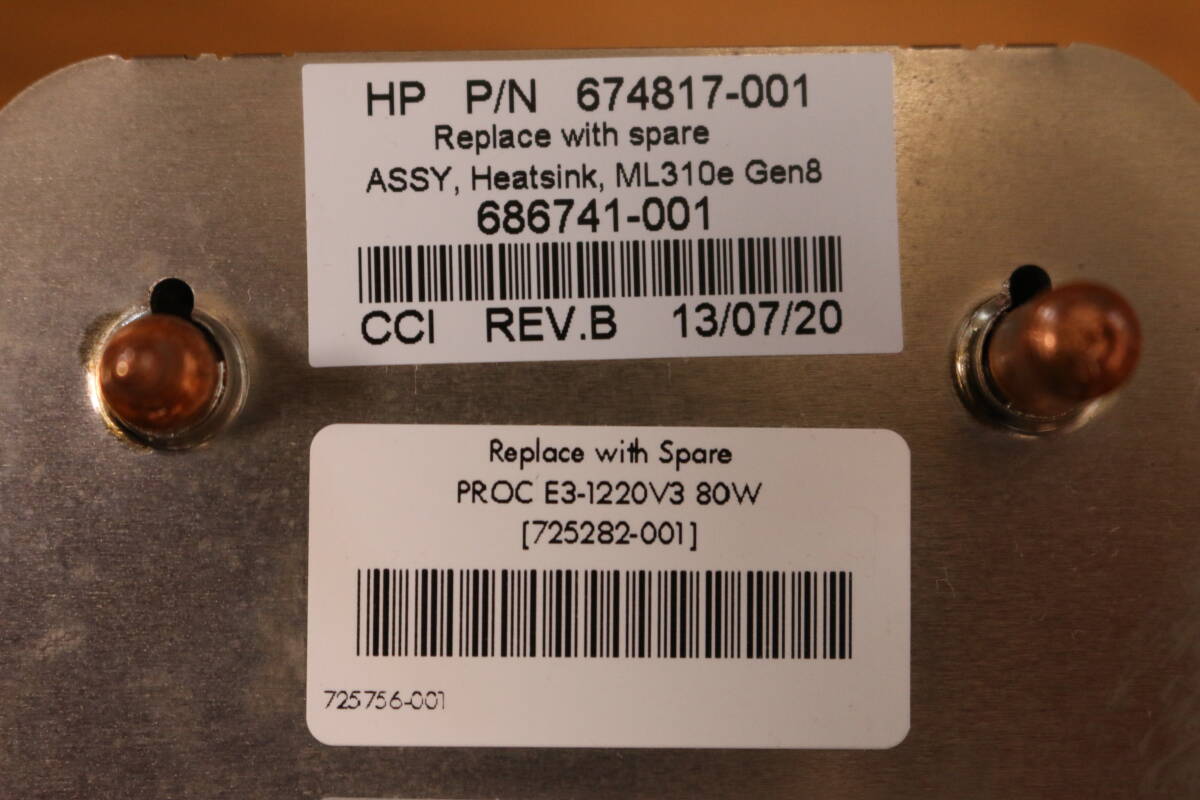 HP P/N 674817-001
Replace with spare
ASSY, Heatsink, ML310e Gen8
686741-001
CCI REV.B 13/07/20
Replace with Spare
PROC E3-1220V3 80W
[725282-001]
725756-001